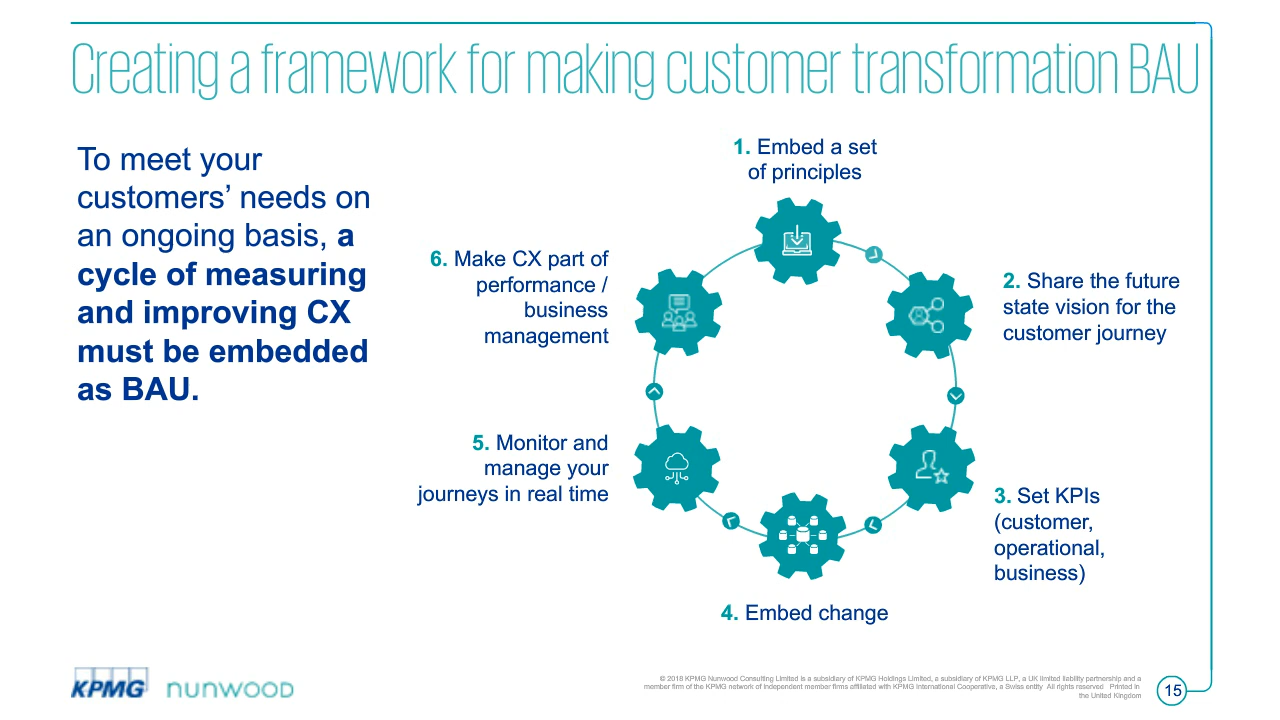 Creating a framework for making customer transformation BAU
To meet your
customers’ needs on
an ongoing basis, a
cycle of measuring
and improving CX
must be embedded
as BAU.
1. Embed a set
of principles
2. Share the future
state vision for the
customer journey
3. Set KPIs
(customer,
operational,
business)
4. Embed change
5. Monitor and
manage your
journeys in real time
6. Make CX part of
performance /
business
management
KPMG nunwood
© 2018 KPMG Nunwood Consulting Limited is a subsidiary of KPMG Holdings Limited, a subsidiary of KPMG LLP, a UK limited liability partnership and a
member firm of the KPMG network of independent member firms affiliated with KPMG International Cooperative, a Swiss entity All rights reserved Printed in
the United Kingdom
15